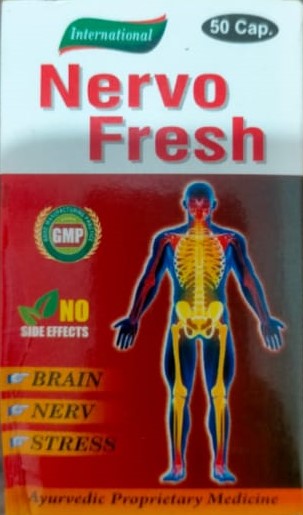 International
50 Cap.
Nervo
Fresh
GMP
NO
SIDE EFFECTS
BRAIN
NERV
STRESS
Ayurvedic Proprietary Medicine